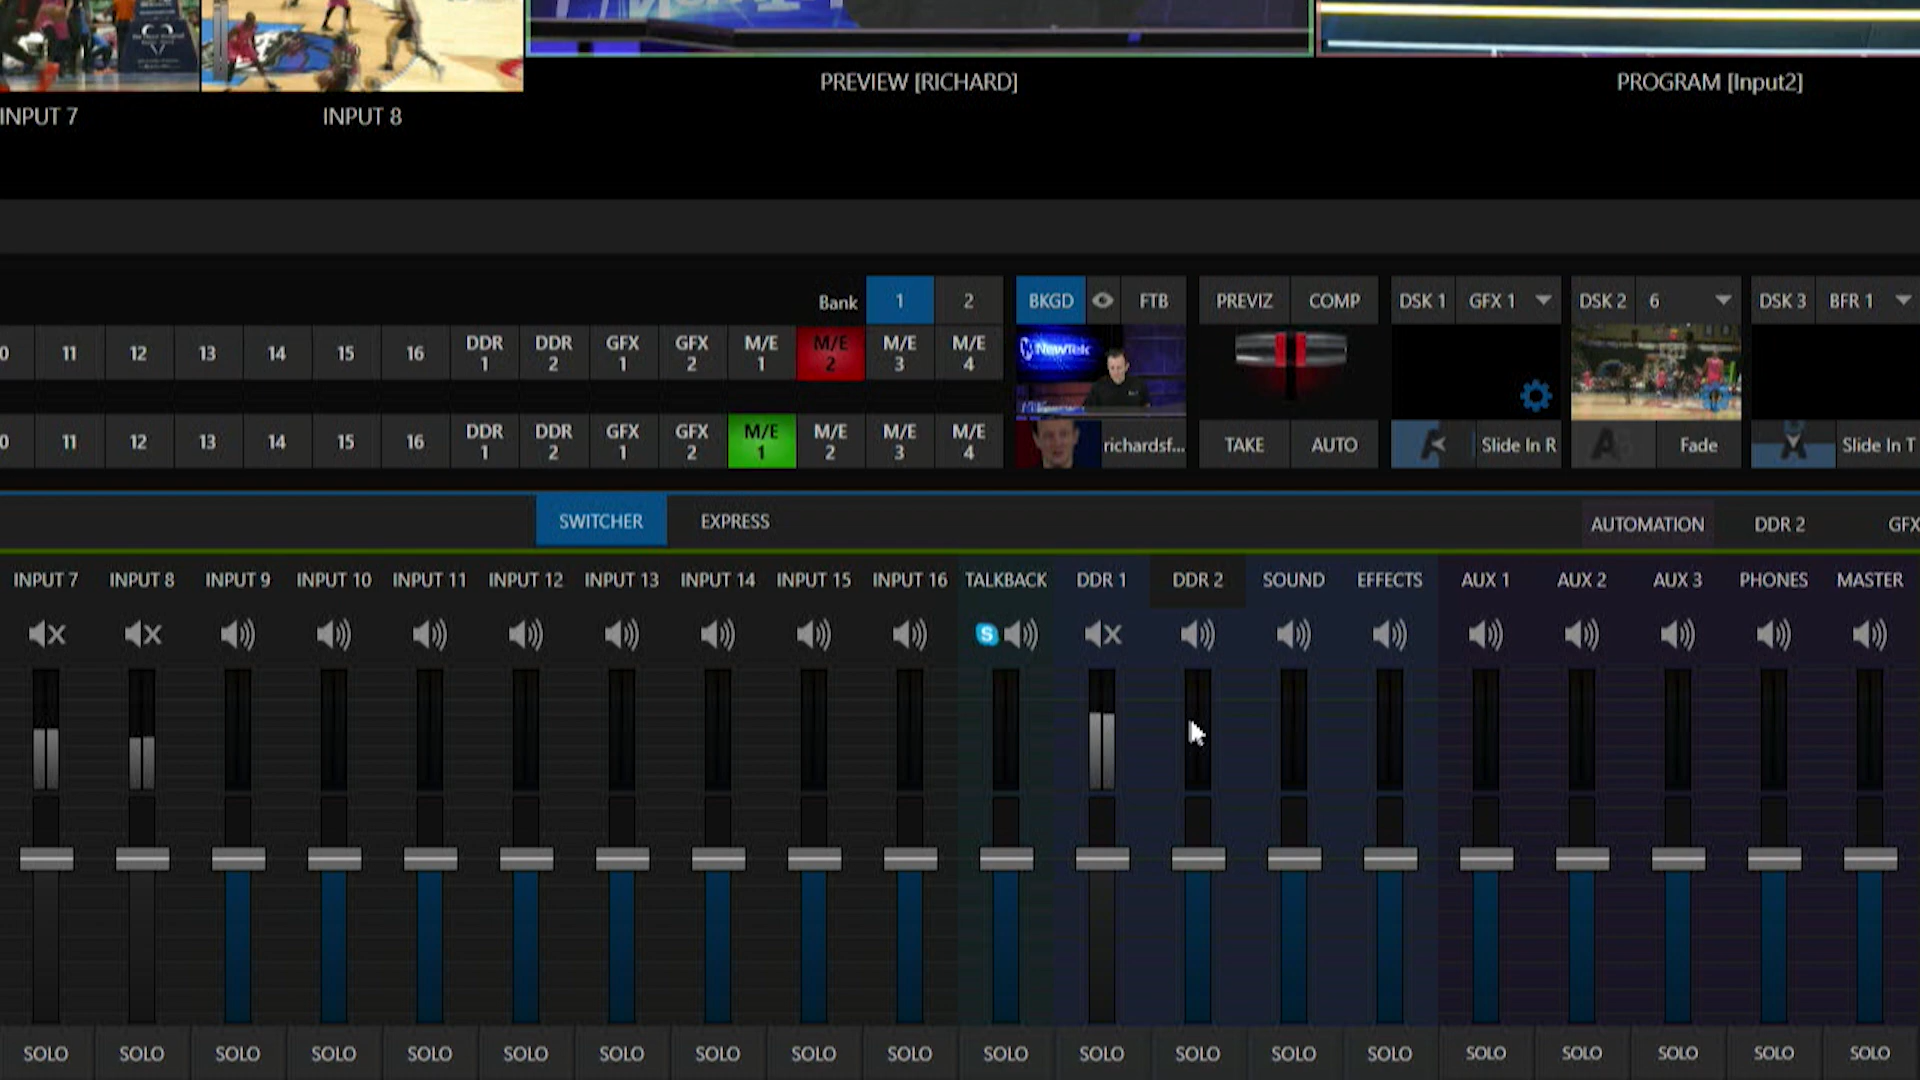 PREVIEW [RICHARD]
PROGRAM [Input2]
INPUT 7
INPUT 8
Bank 1 2 BKGD FTB PREVIZ COMP DSK 1 GFX 1 DSK 2 6 DSK 3 BFR 1
0 11 12 13 14 15 16 DDR 1 DDR 2 GFX 1 GFX 2 M/E 1 M/E 2 M/E 3 M/E 4
NewTek
0 11 12 13 14 15 16 DDR 1 DDR 2 GFX 1 GFX 2 M/E 1 M/E 2 M/E 3 M/E 4
richardsf... TAKE AUTO Slide In R Fade Slide In T
SWITCHER EXPRESS AUTOMATION DDR 2 GFX
INPUT 7 INPUT 8 INPUT 9 INPUT 10 INPUT 11 INPUT 12 INPUT 13 INPUT 14 INPUT 15 INPUT 16 TALKBACK DDR 1 DDR 2 SOUND EFFECTS AUX 1 AUX 2 AUX 3 PHONES MASTER
SOLO SOLO SOLO SOLO SOLO SOLO SOLO SOLO SOLO SOLO SOLO SOLO SOLO SOLO SOLO SOLO SOLO SOLO SOLO SOLO